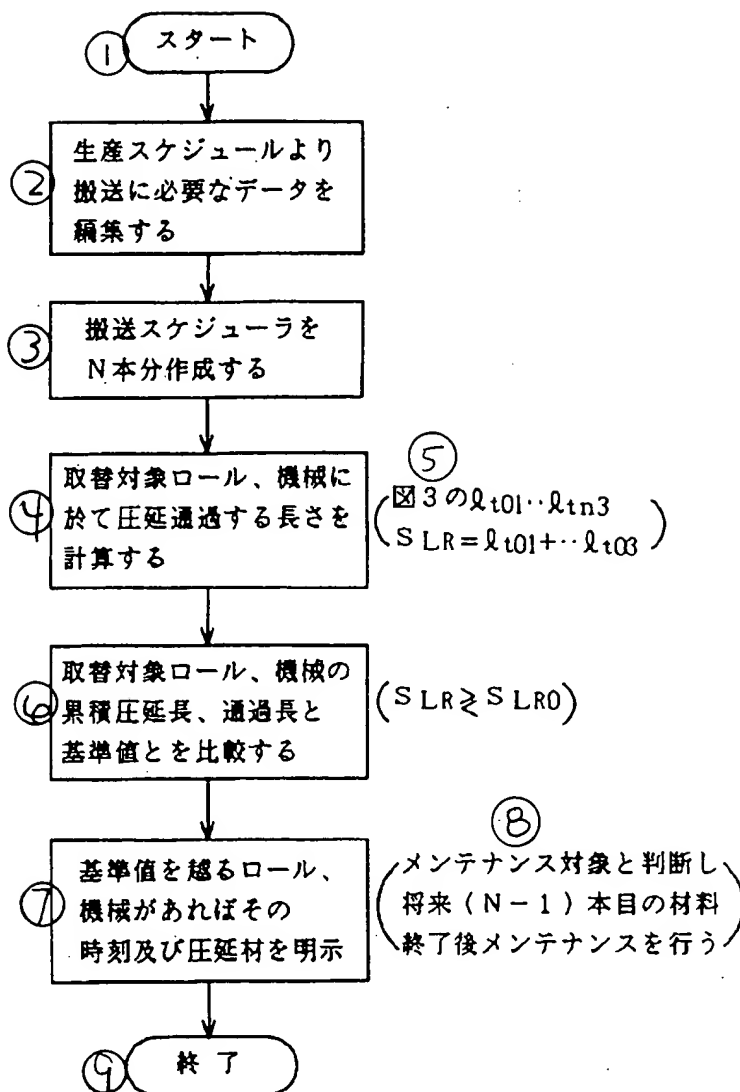 ① スタート
② 生産スケジュールより
搬送に必要なデータを
編集する
③ 搬送スケジューラを
N本分作成する
④ 取替対象ロール、機械に
於て圧延通過する長さを
計算する
⑤
図3のℓt01‥ℓtn3
SLR=ℓt01+‥ℓt03
⑥ 取替対象ロール、機械の
累積圧延長、通過長と
基準値とを比較する
(SLR≷SLR0)
⑦ 基準値を越るロール、
機械があればその
時刻及び圧延材を明示
⑧
メンテナンス対象と判断し
将来(N-1)本目の材料
終了後メンテナンスを行う
⑨ 終了